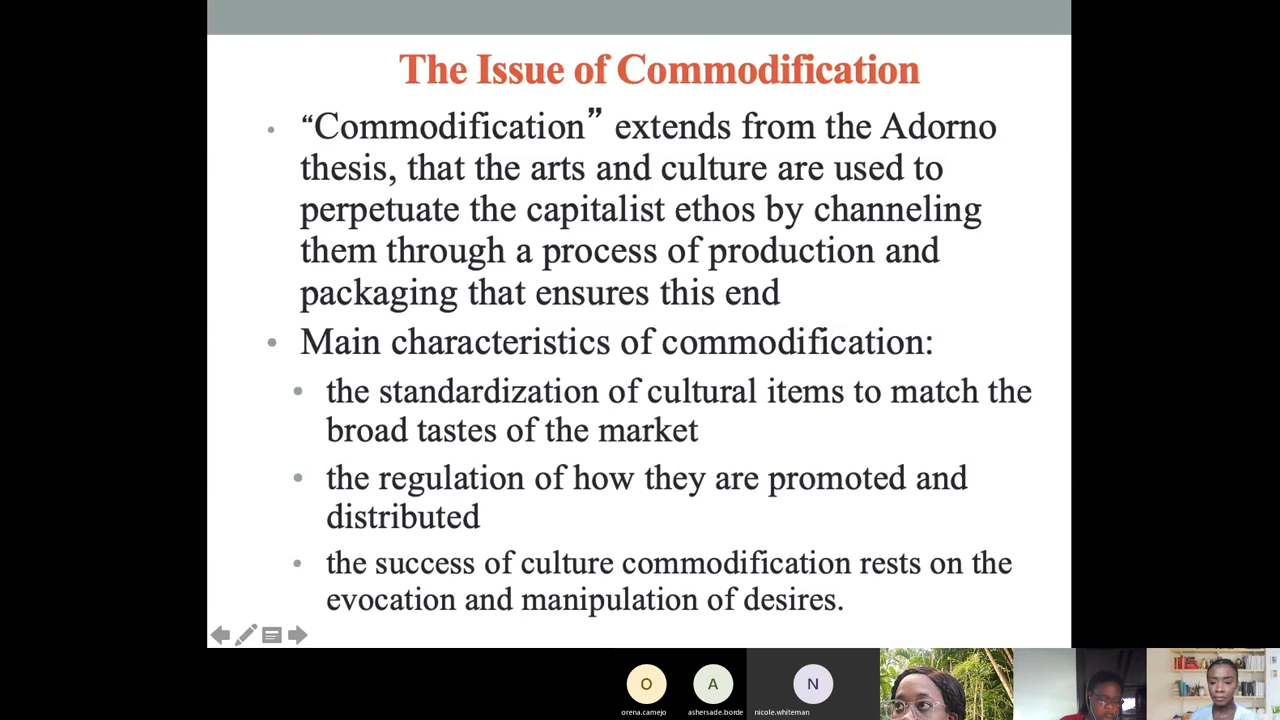 The Issue of Commodification
“Commodification” extends from the Adorno
thesis, that the arts and culture are used to
perpetuate the capitalist ethos by channeling
them through a process of production and
packaging that ensures this end
Main characteristics of commodification:
the standardization of cultural items to match the
broad tastes of the market
the regulation of how they are promoted and
distributed
the success of culture commodification rests on the
evocation and manipulation of desires.
O
A
N
orena.camejo
ashersade.borde
nicole.whiteman